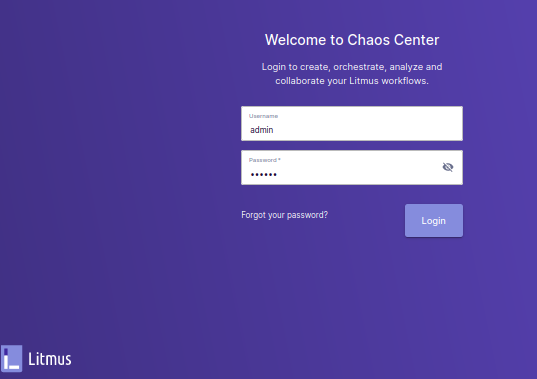 Welcome to Chaos Center
Login to create, orchestrate, analyze and
collaborate your Litmus workflows.
Username
admin
Password *
••••••
Forgot your password?
Login
Litmus